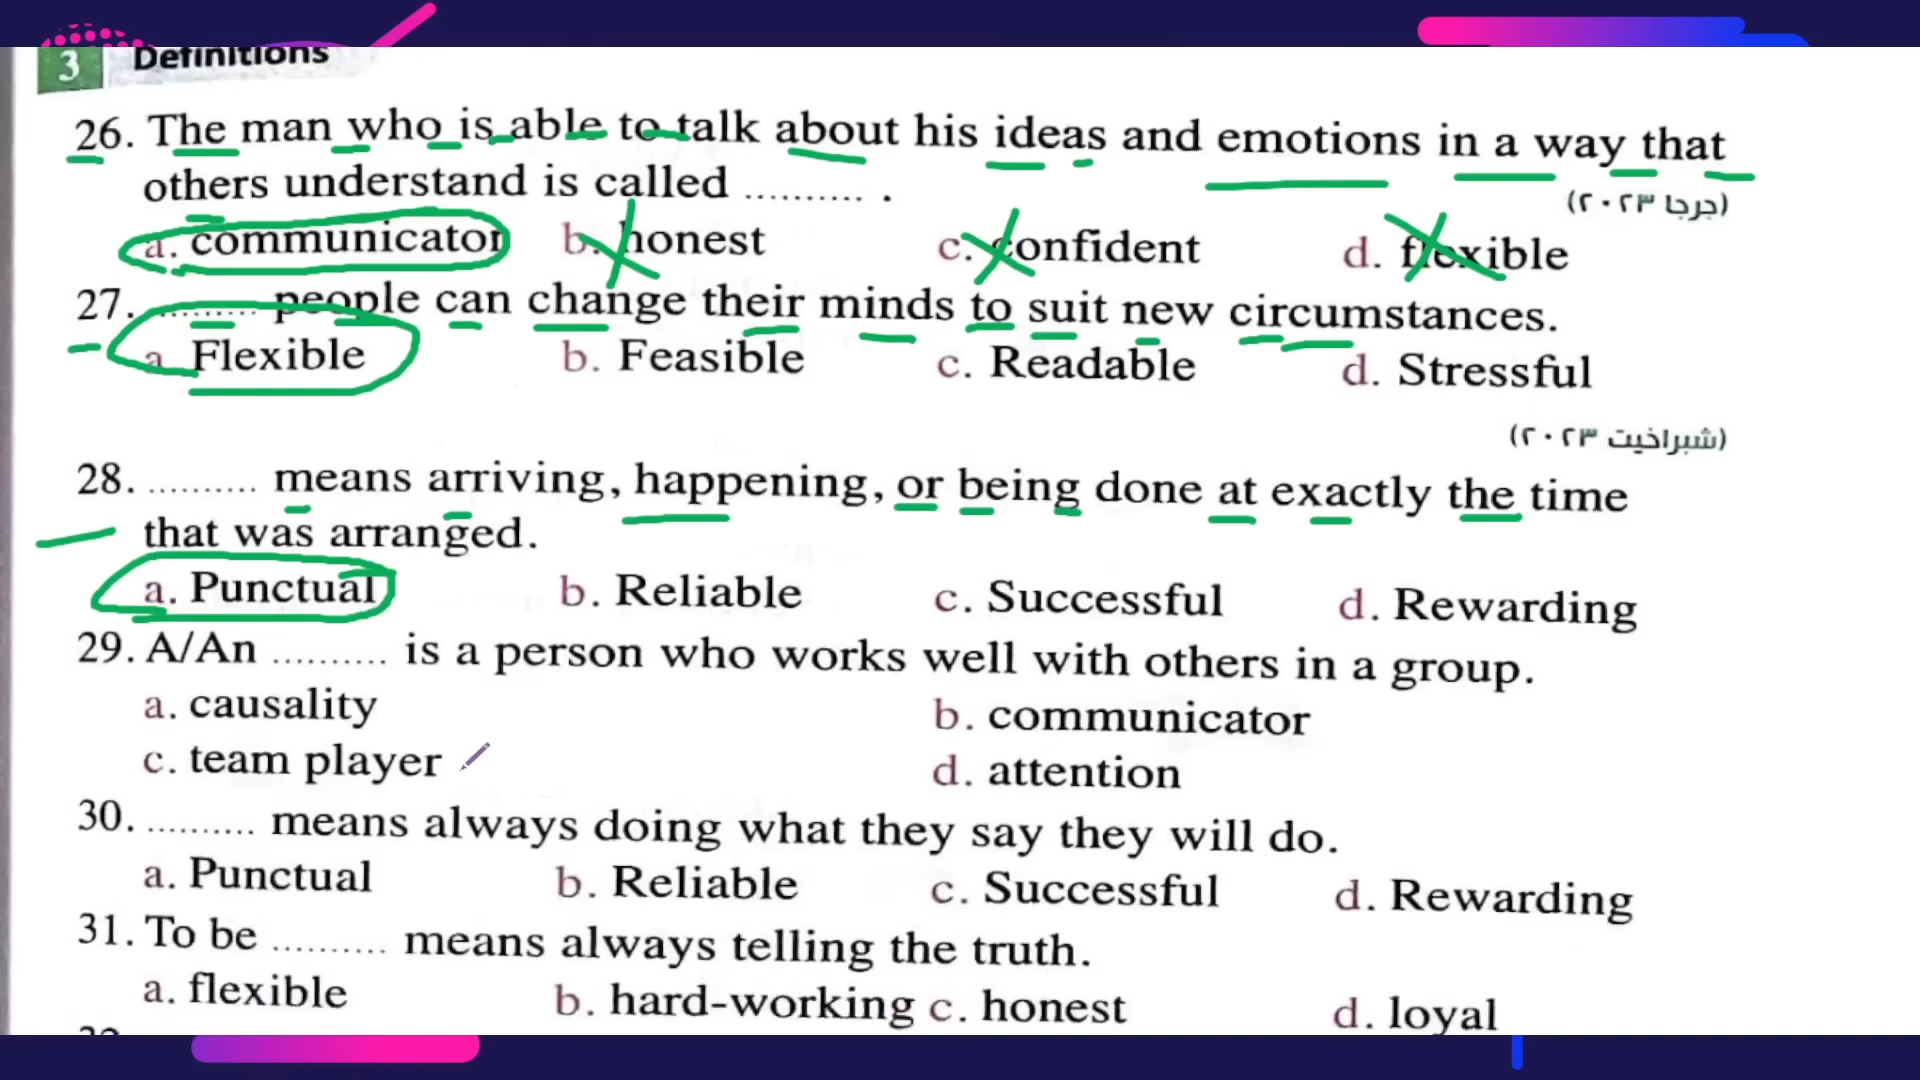 3 Definitions
26. The man who is able to talk about his ideas and emotions in a way that
others understand is called .......... .
(جرجا ٢٠٢٣)
a. communicator b. honest c. confident d. flexible
27. .......... people can change their minds to suit new circumstances.
a. Flexible b. Feasible c. Readable d. Stressful
(شبراخيت ٢٠٢٣)
28. .......... means arriving, happening, or being done at exactly the time
that was arranged.
a. Punctual b. Reliable c. Successful d. Rewarding
29. A/An .......... is a person who works well with others in a group.
a. causality b. communicator
c. team player d. attention
30. .......... means always doing what they say they will do.
a. Punctual b. Reliable c. Successful d. Rewarding
31. To be .......... means always telling the truth.
a. flexible b. hard-working c. honest d. loyal